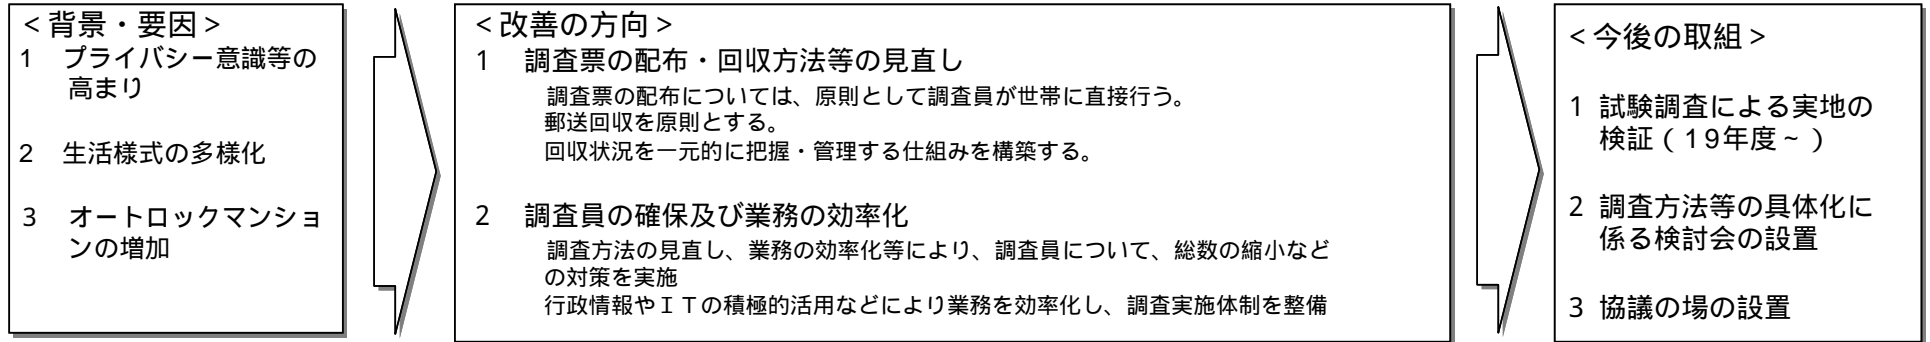 <背景・要因>
1 プライバシー意識等の
高まり
2 生活様式の多様化
3 オートロックマンショ
ンの増加
<改善の方向>
1 調査票の配布・回収方法等の見直し
調査票の配布については、原則として調査員が世帯に直接行う。
郵送回収を原則とする。
回収状況を一元的に把握・管理する仕組みを構築する。
2 調査員の確保及び業務の効率化
調査方法の見直し、業務の効率化等により、調査員について、総数の縮小など
の対策を実施
行政情報やＩＴの積極的活用などにより業務を効率化し、調査実施体制を整備
<今後の取組>
1 試験調査による実地の
検証(19年度~)
2 調査方法等の具体化に
係る検討会の設置
3 協議の場の設置